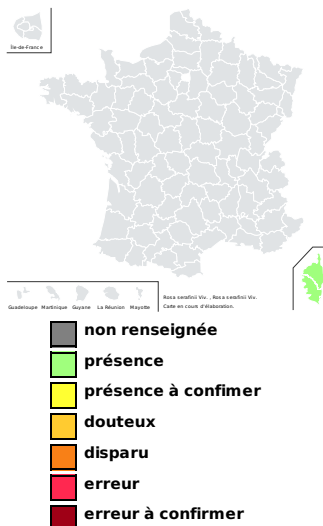 Île-de-France
Guadeloupe Martinique Guyane La Réunion Mayotte
Rosa serafinii Viv. , Rosa serafinii Viv.
Carte en cours d'élaboration.
non renseignée
présence
présence à confimer
douteux
disparu
erreur
erreur à confirmer